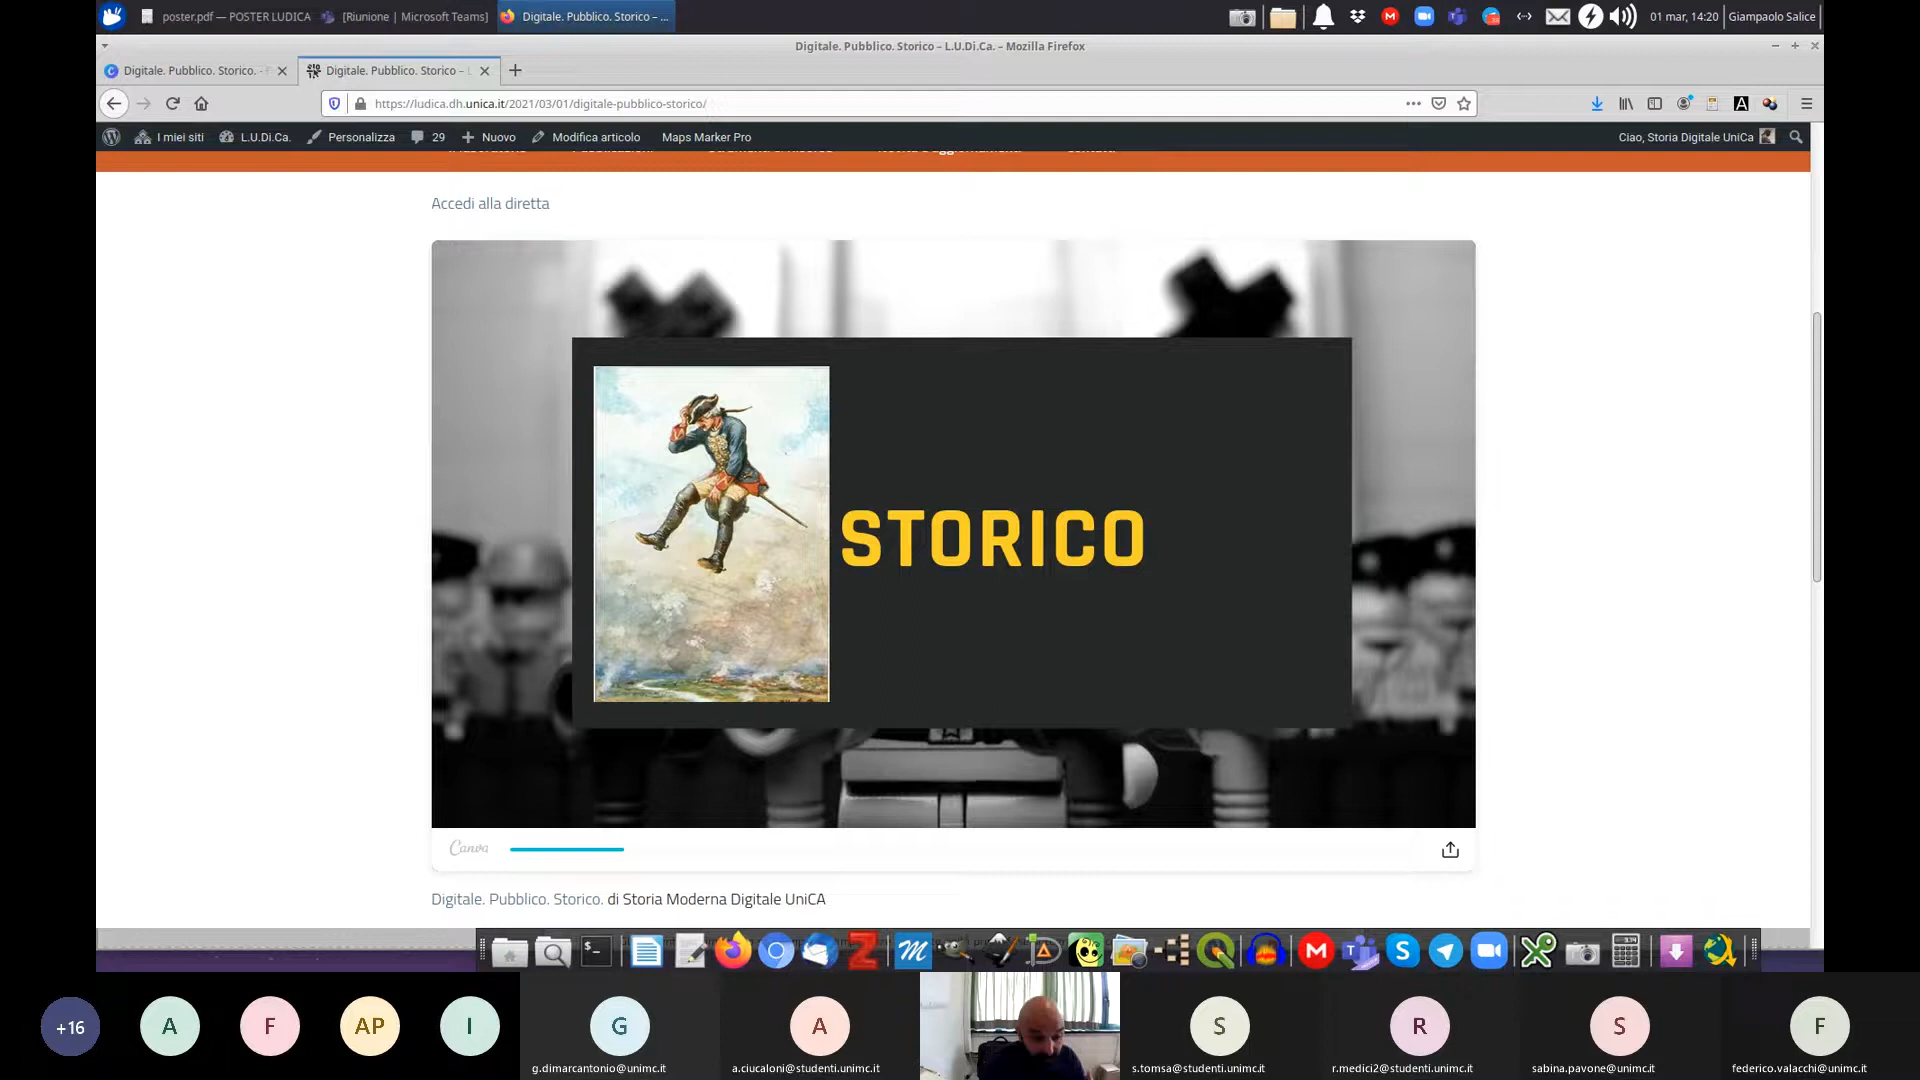 poster.pdf — POSTER LUDICA
[Riunione | Microsoft Teams]
Digitale. Pubblico. Storico – ...
01 mar, 14:20
Giampaolo Salice
Digitale. Pubblico. Storico – L.U.Di.Ca. – Mozilla Firefox
Digitale. Pubblico. Storico. -
Digitale. Pubblico. Storico –
https://ludica.dh.unica.it/2021/03/01/digitale-pubblico-storico/
I miei siti
L.U.Di.Ca.
Personalizza
29
Nuovo
Modifica articolo
Maps Marker Pro
Ciao, Storia Digitale UniCa
Accedi alla diretta
STORICO
Canva
Digitale. Pubblico. Storico. di Storia Moderna Digitale UniCA
+16
A
F
AP
I
G
A
S
R
S
F
g.dimarcantonio@unimc.it
a.ciucaloni@studenti.unimc.it
s.tomsa@studenti.unimc.it
r.medici2@studenti.unimc.it
sabina.pavone@unimc.it
federico.valacchi@unimc.it